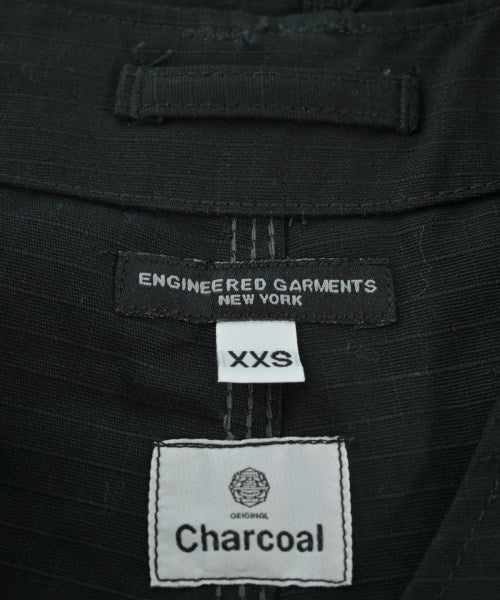 ENGINEERED GARMENTS
NEW YORK
XXS
ORIGINAL
Charcoal